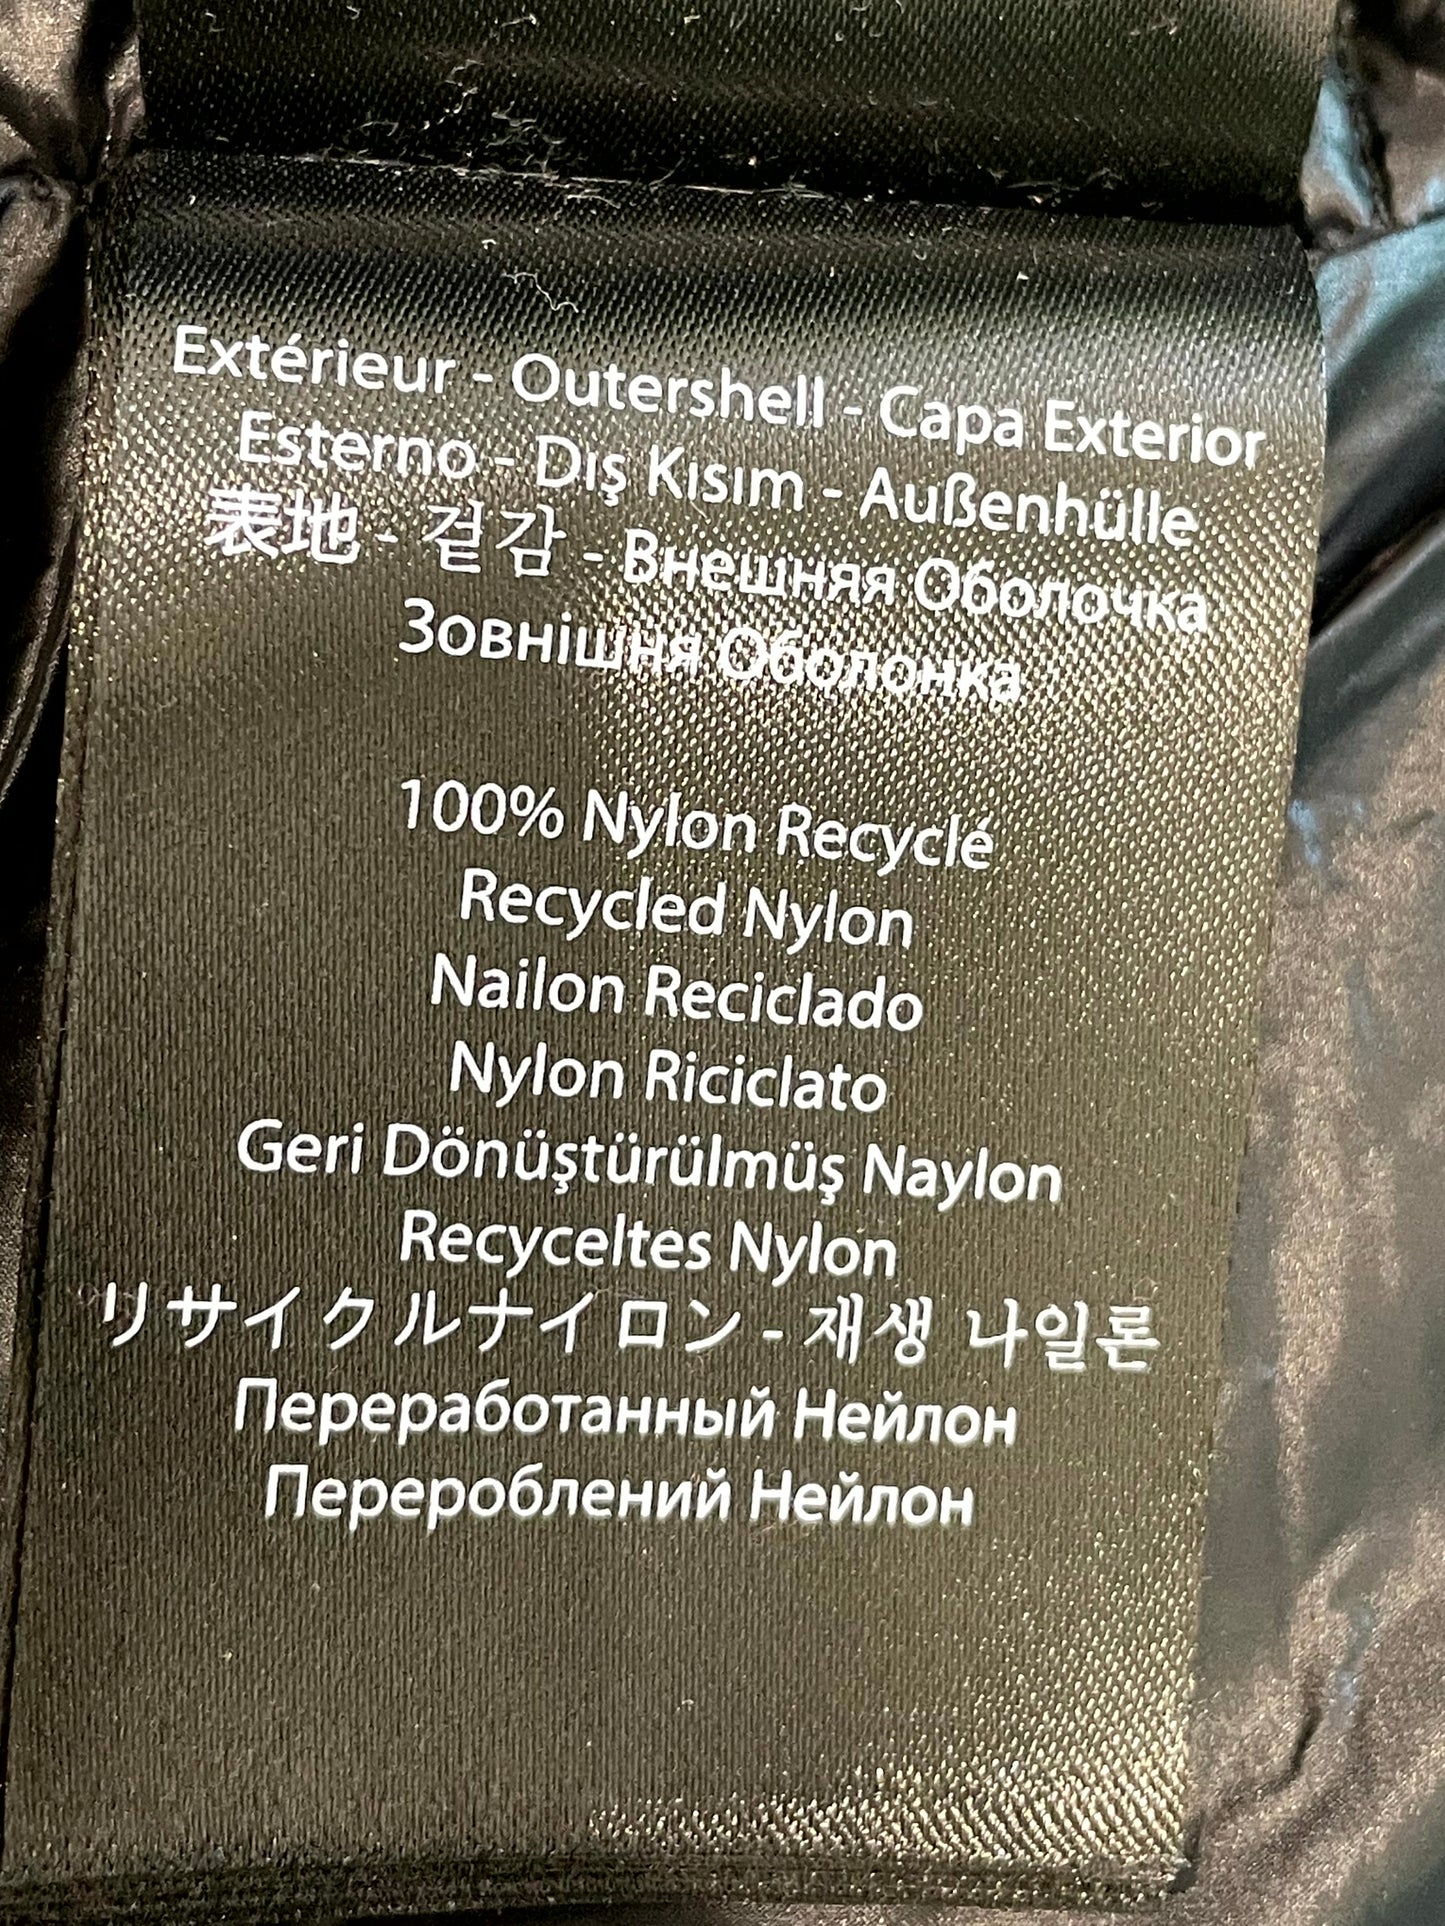 Extérieur - Outershell - Capa Exterior
Esterno - Dış Kısım - Außenhülle
表地 - 겉감 - Внешняя Оболочка
Зовнішня Оболонка
100% Nylon Recyclé
Recycled Nylon
Nailon Reciclado
Nylon Riciclato
Geri Dönüştürülmüş Naylon
Recyceltes Nylon
リサイクルナイロン - 재생 나일론
Переработанный Нейлон
Перероблений Нейлон